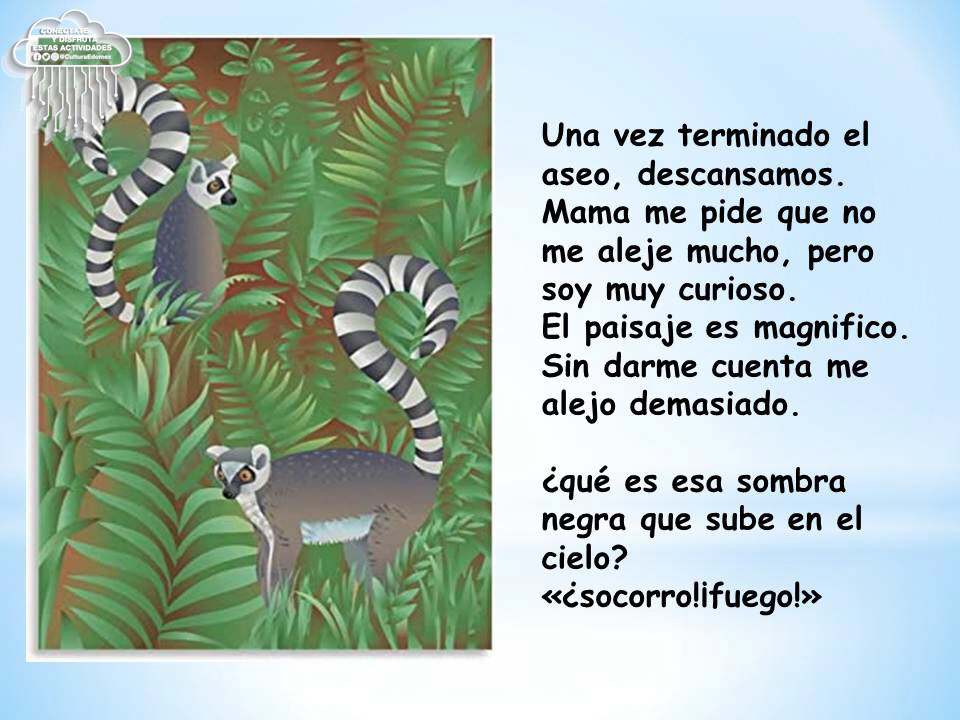 CONÉCTATE
Y DISFRUTA
ESTAS ACTIVIDADES
@CulturaEdomex
Una vez terminado el
aseo, descansamos.
Mama me pide que no
me aleje mucho, pero
soy muy curioso.
El paisaje es magnifico.
Sin darme cuenta me
alejo demasiado.
¿qué es esa sombra
negra que sube en el
cielo?
«¿socorro!¡fuego!»